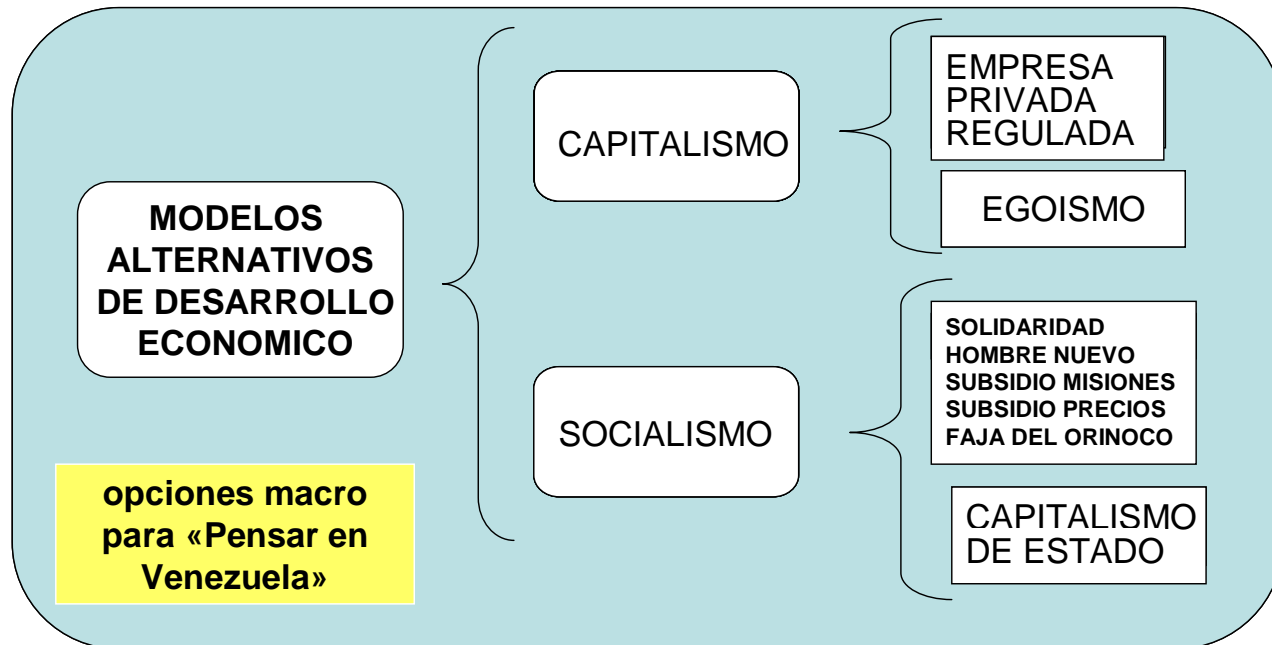 MODELOS
ALTERNATIVOS
DE DESARROLLO
ECONOMICO
opciones macro
para «Pensar en
Venezuela»
CAPITALISMO
EMPRESA
PRIVADA
REGULADA
EGOISMO
SOCIALISMO
SOLIDARIDAD
HOMBRE NUEVO
SUBSIDIO MISIONES
SUBSIDIO PRECIOS
FAJA DEL ORINOCO
CAPITALISMO
DE ESTADO